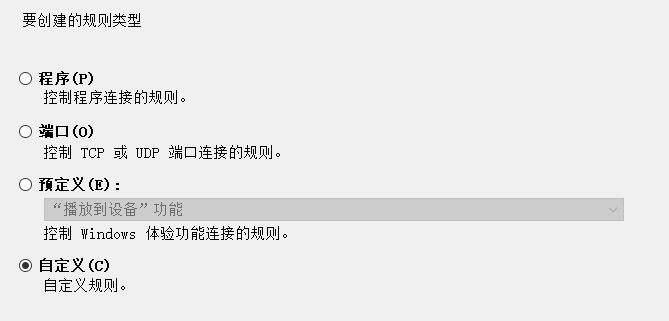 要创建的规则类型
程序(P)
控制程序连接的规则。
端口(O)
控制 TCP 或 UDP 端口连接的规则。
预定义(E):
“播放到设备”功能
控制 Windows 体验功能连接的规则。
自定义(C)
自定义规则。